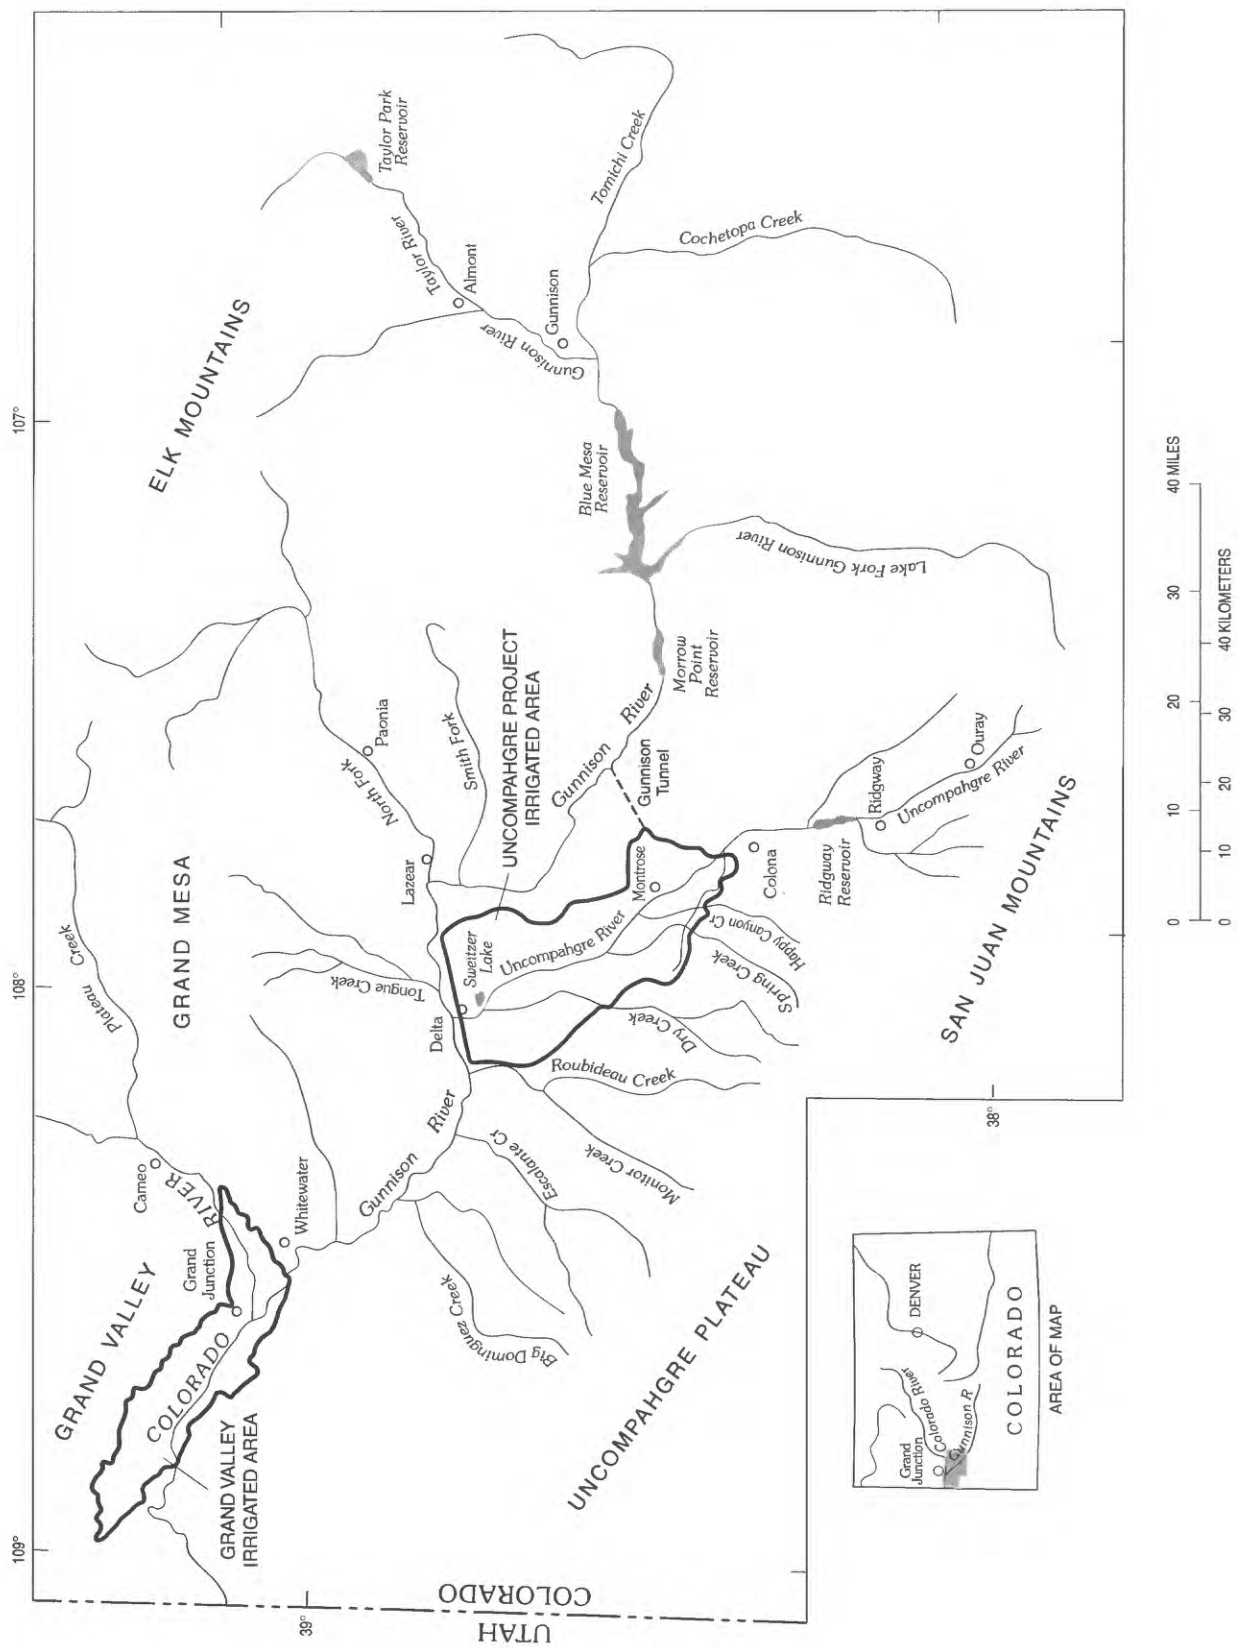 109°
108°
107°
39°
38°
UTAH
COLORADO
GRAND VALLEY
GRAND MESA
ELK MOUNTAINS
UNCOMPAHGRE PLATEAU
SAN JUAN MOUNTAINS
COLORADO
RIVER
Cameo
Grand
Junction
Whitewater
GRAND VALLEY
IRRIGATED AREA
Plateau
Creek
Gunnison
River
Big Dominguez Creek
Escalante Cr
Monitor Creek
Roubideau Creek
Dry Creek
Spring Creek
Happy Canyon Cr
Tongue Creek
Delta
Sweitzer
Lake
Uncompahgre River
Montrose
Lazear
North Fork
Paonia
Smith Fork
UNCOMPAHGRE PROJECT
IRRIGATED AREA
Gunnison
River
Gunnison
Tunnel
Colona
Ridgway
Reservoir
Ridgway
Ouray
Uncompahgre River
Morrow
Point
Reservoir
Blue Mesa
Reservoir
Lake Fork Gunnison River
Gunnison River
Gunnison
Almont
Taylor River
Taylor Park
Reservoir
Tomichi Creek
Cochetopa Creek
0 10 20 30 40 MILES
0 10 20 30 40 KILOMETERS
Grand
Junction
Colorado River
Gunnison R
DENVER
COLORADO
AREA OF MAP